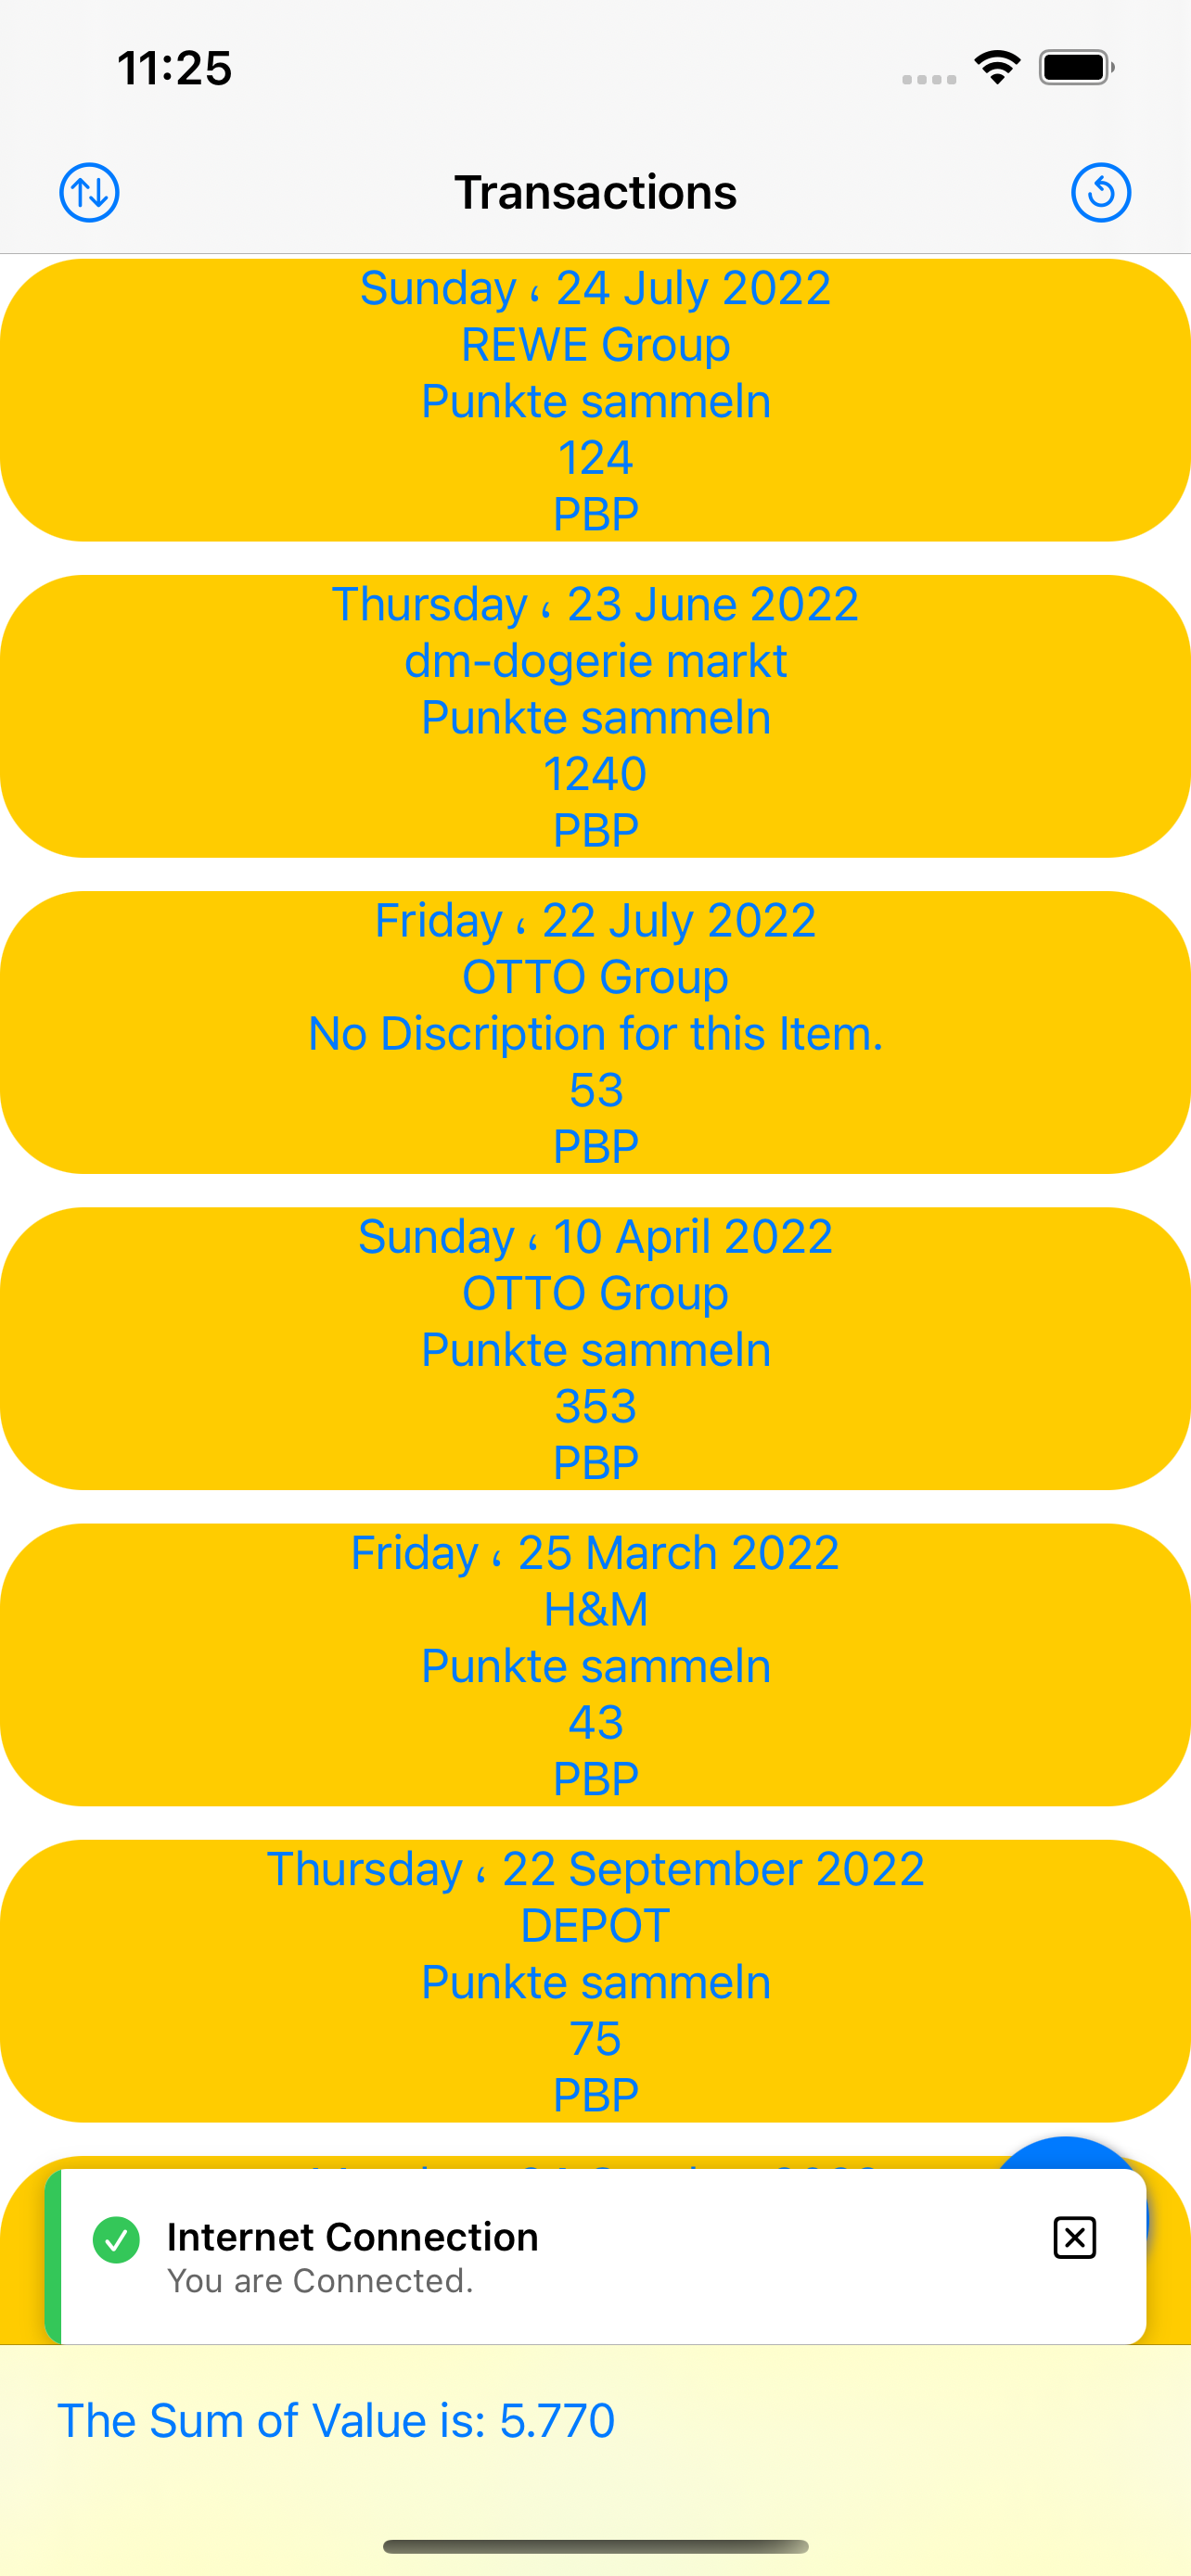 11:25
Transactions
Sunday ، 24 July 2022
REWE Group
Punkte sammeln
124
PBP
Thursday ، 23 June 2022
dm-dogerie markt
Punkte sammeln
1240
PBP
Friday ، 22 July 2022
OTTO Group
No Discription for this Item.
53
PBP
Sunday ، 10 April 2022
OTTO Group
Punkte sammeln
353
PBP
Friday ، 25 March 2022
H&M
Punkte sammeln
43
PBP
Thursday ، 22 September 2022
DEPOT
Punkte sammeln
75
PBP
Internet Connection
You are Connected.
The Sum of Value is: 5.770